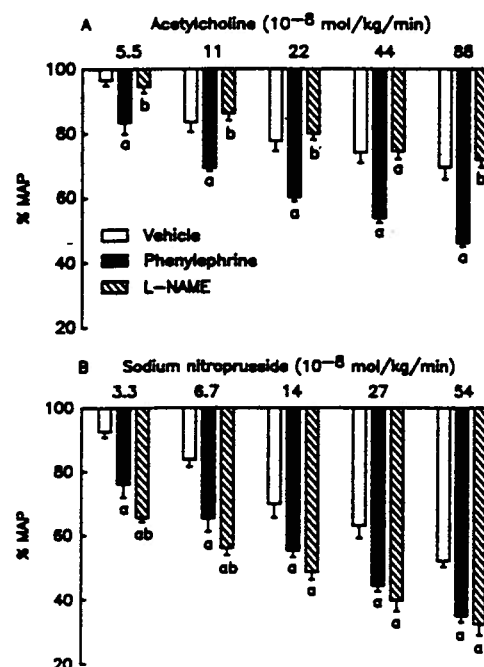 A Acetylcholine (10⁻⁸ mol/kg/min)
5.5 11 22 44 88
100
80
60
40
20
% MAP
b b b a b
a a a a a
Vehicle
Phenylephrine
L-NAME
B Sodium nitroprusside (10⁻⁸ mol/kg/min)
3.3 6.7 14 27 54
100
80
60
40
20
% MAP
a a a a a
ab ab a a a